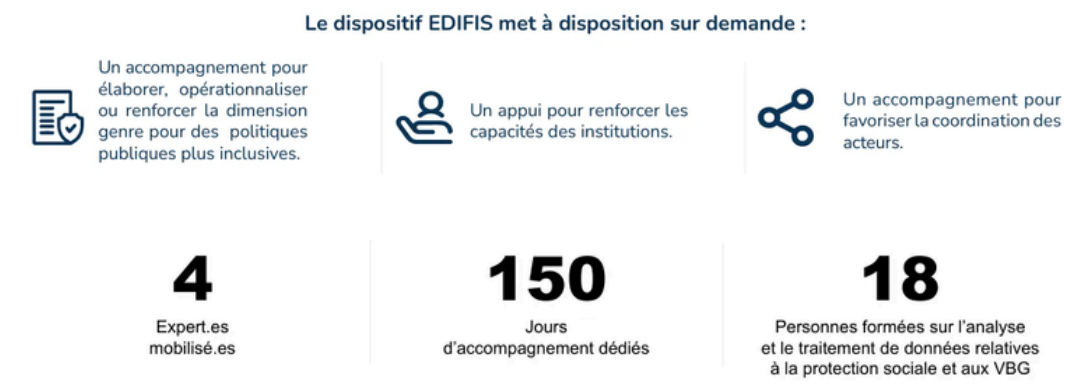 Le dispositif EDIFIS met à disposition sur demande :
Un accompagnement pour
élaborer, opérationnaliser
ou renforcer la dimension
genre pour des politiques
publiques plus inclusives.
Un appui pour renforcer les
capacités des institutions.
Un accompagnement pour
favoriser la coordination des
acteurs.
4
Expert.es
mobilisé.es
150
Jours
d'accompagnement dédiés
18
Personnes formées sur l'analyse
et le traitement de données relatives
à la protection sociale et aux VBG